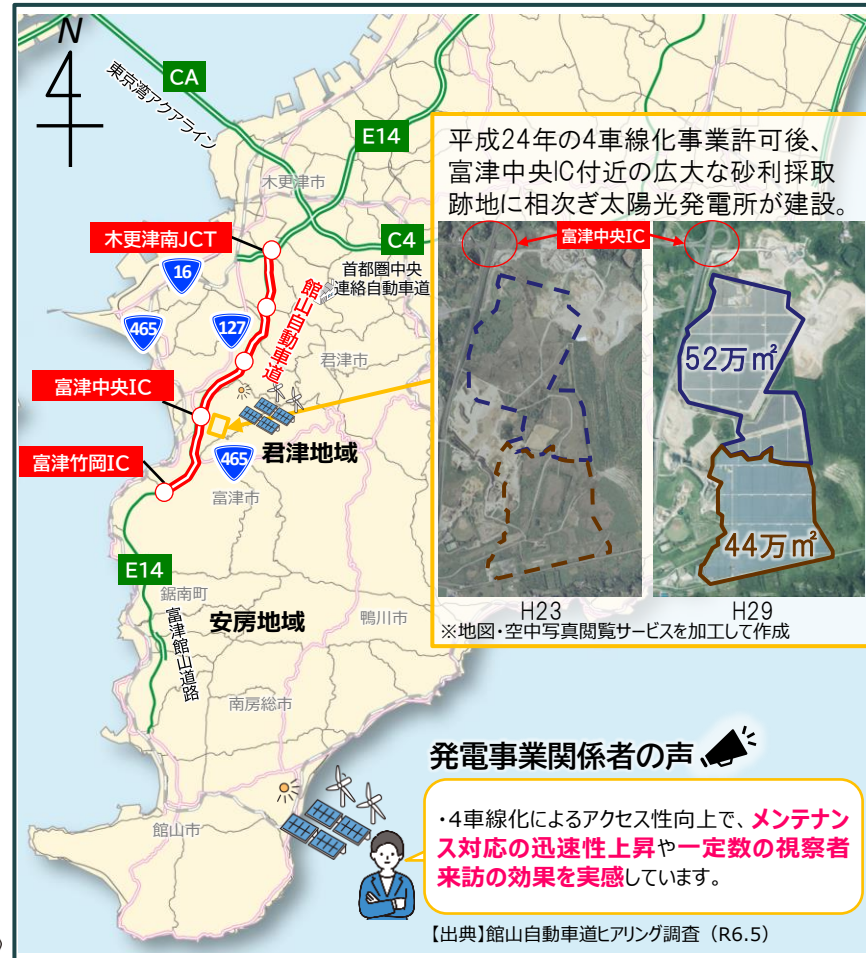 N
CA
東京湾アクアライン
E14
木更津市
木更津南JCT
16
C4
首都圏中央
連絡自動車道
465
127
館山自動車道
君津市
富津中央IC
君津地域
465
富津竹岡IC
富津市
E14
鋸南町
安房地域
鴨川市
富津館山道路
南房総市
館山市
平成24年の4車線化事業許可後、
富津中央IC付近の広大な砂利採取
跡地に相次ぎ太陽光発電所が建設。
富津中央IC
52万㎡
44万㎡
H23
H29
※地図・空中写真閲覧サービスを加工して作成
発電事業関係者の声
・4車線化によるアクセス性向上で、メンテナン
ス対応の迅速性上昇や一定数の視察者
来訪の効果を実感しています。
【出典】館山自動車道ヒアリング調査（R6.5）
）